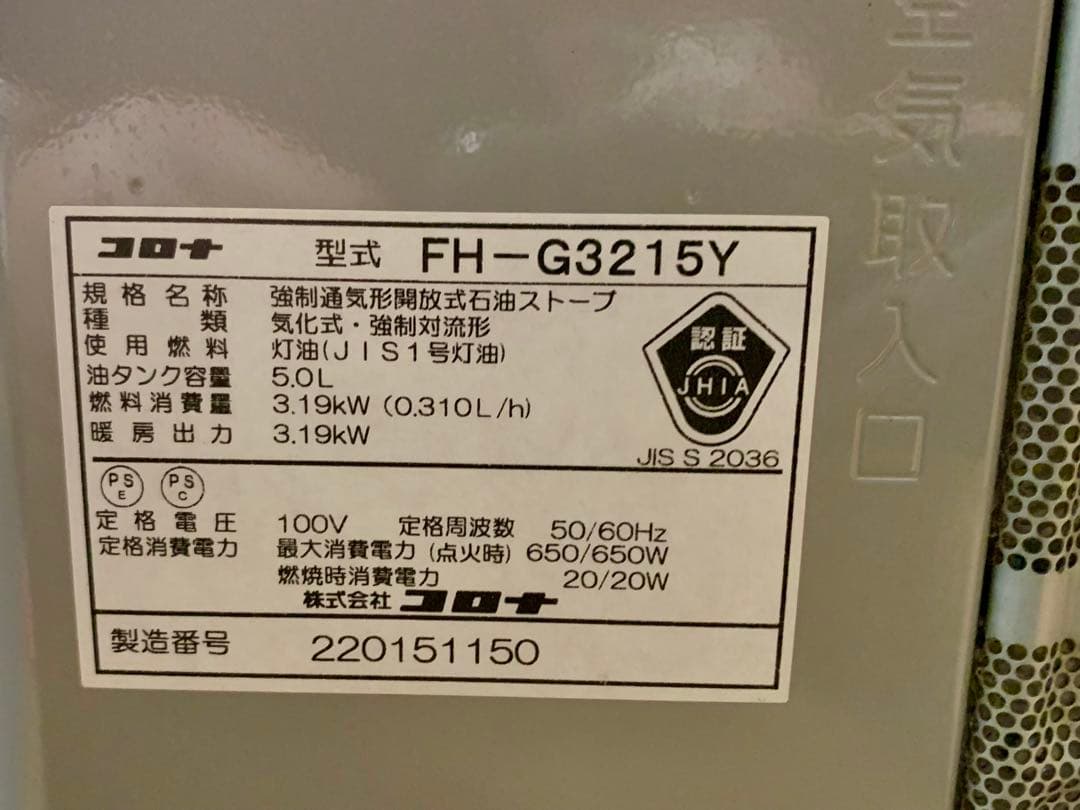 コロナ 型式 FH-G3215Y
規格名称 強制通気形開放式石油ストーブ
種類 気化式・強制対流形
使用燃料 灯油(JIS1号灯油)
油タンク容量 5.0L
燃料消費量 3.19kW (0.310L/h)
暖房出力 3.19kW
認証
JHIA
JIS S 2036
PS E PS C
定格電圧 100V 定格周波数 50/60Hz
定格消費電力 最大消費電力 (点火時) 650/650W
燃焼時消費電力 20/20W
株式会社 コロナ
製造番号 220151150
空気取入口